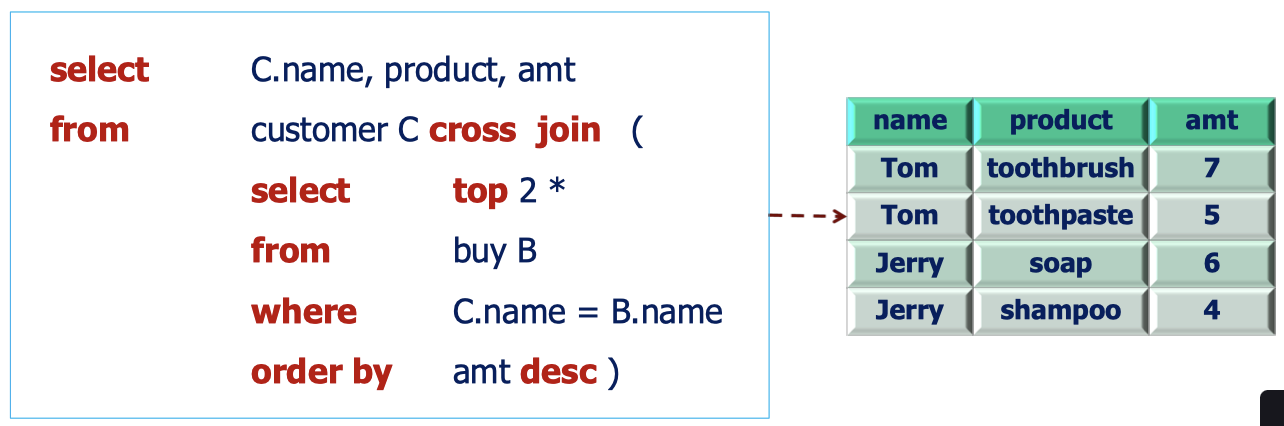 select C.name, product, amt
from customer C cross join (
select top 2 *
from buy B
where C.name = B.name
order by amt desc )
name product amt
Tom toothbrush 7
Tom toothpaste 5
Jerry soap 6
Jerry shampoo 4